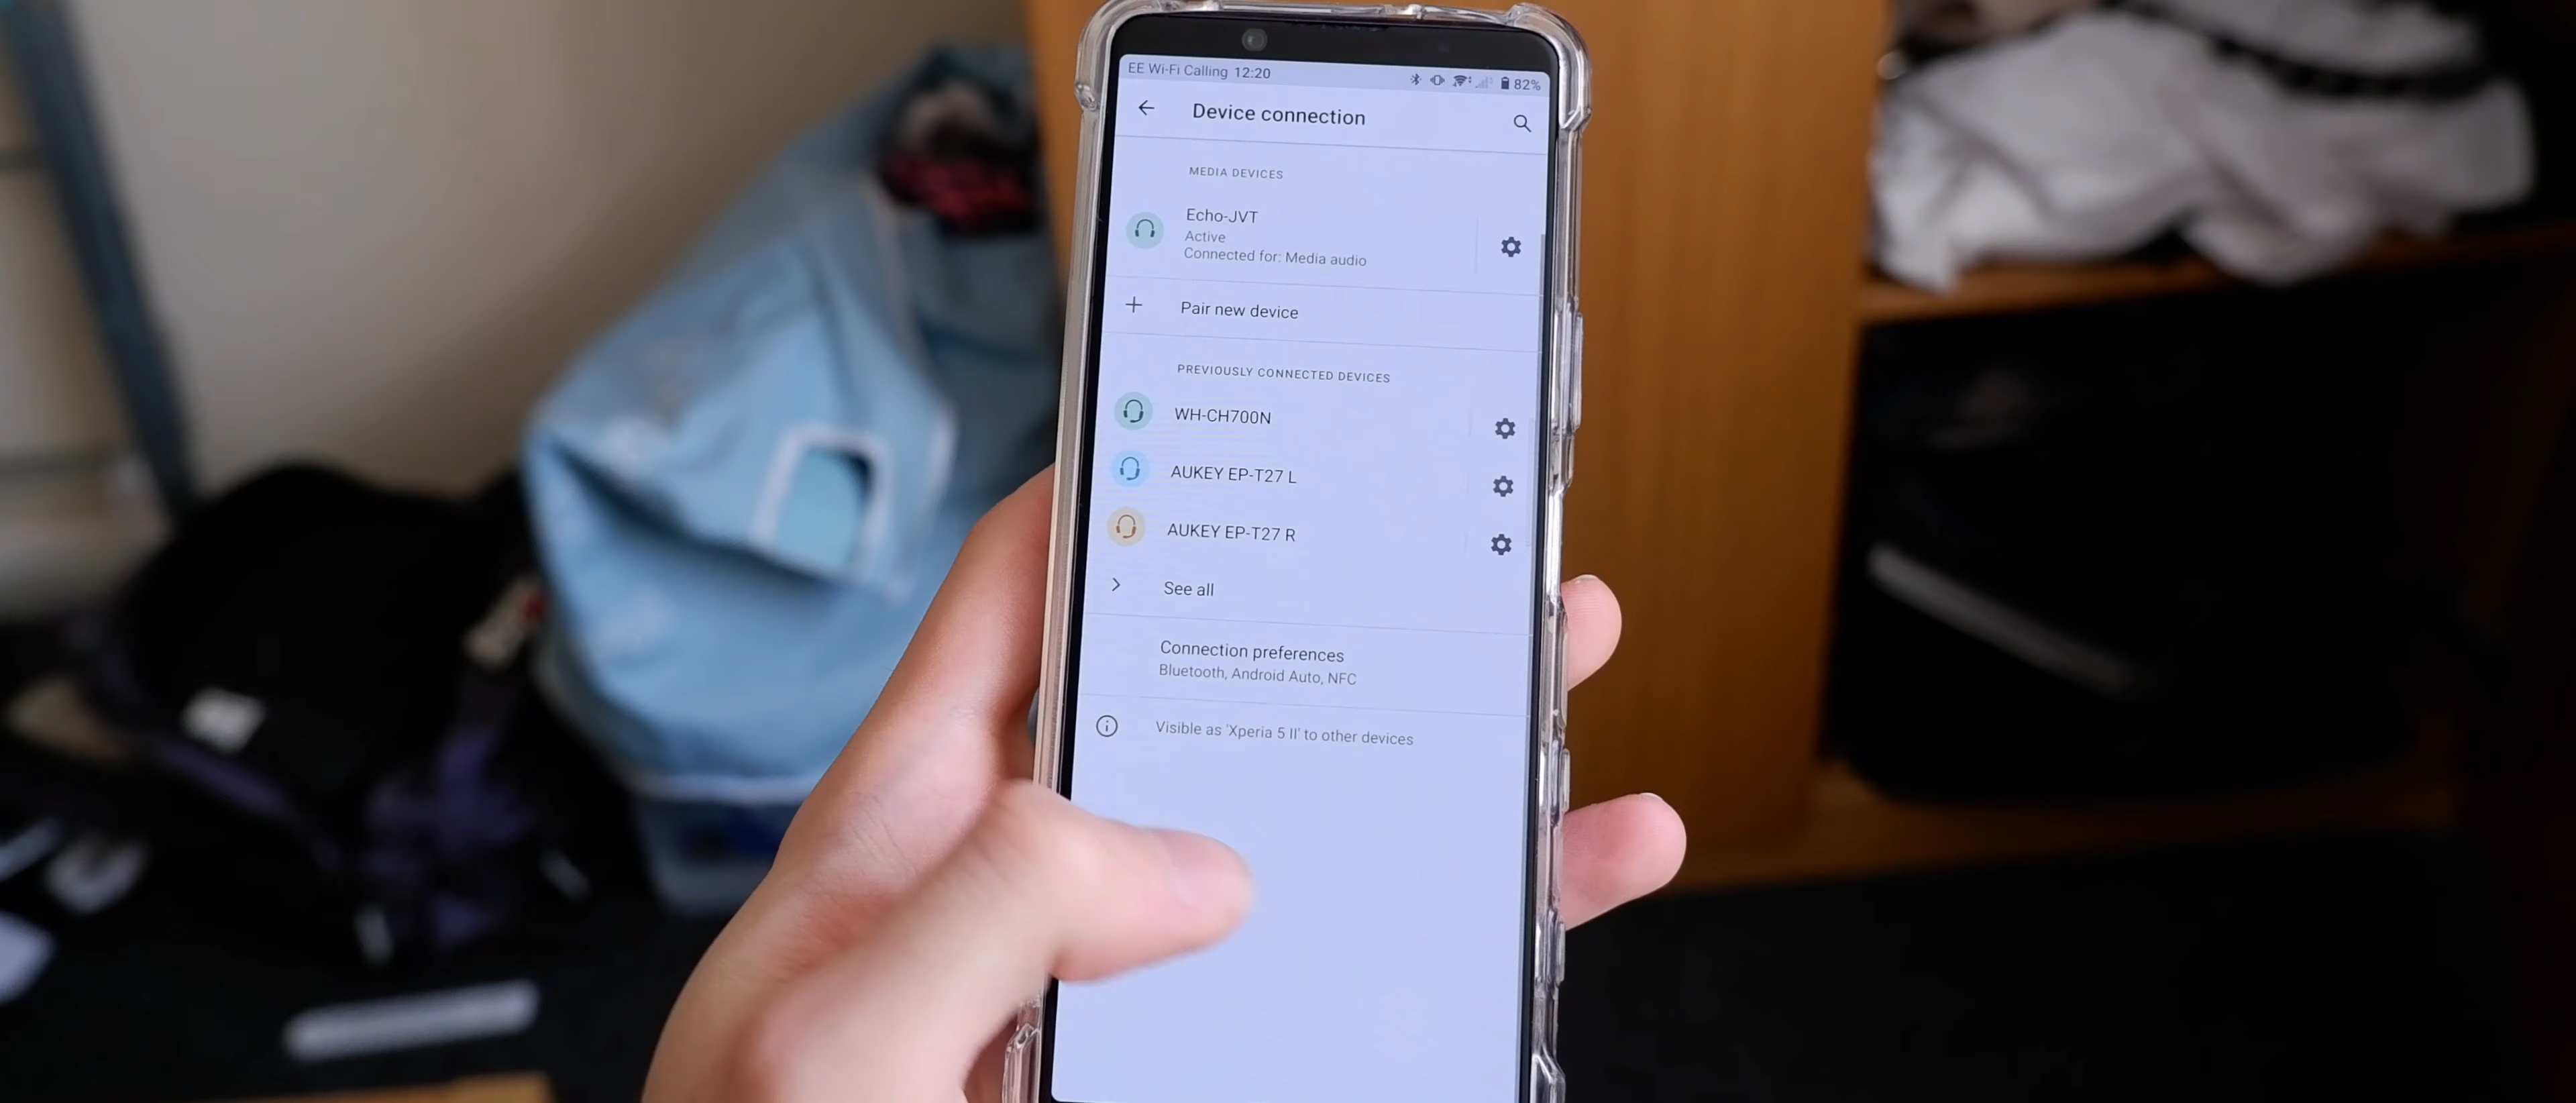 EE Wi-Fi Calling 12:20 82%
Device connection
MEDIA DEVICES
Echo-JVT
Active
Connected for: Media audio
Pair new device
PREVIOUSLY CONNECTED DEVICES
WH-CH700N
AUKEY EP-T27 L
AUKEY EP-T27 R
See all
Connection preferences
Bluetooth, Android Auto, NFC
Visible as 'Xperia 5 II' to other devices